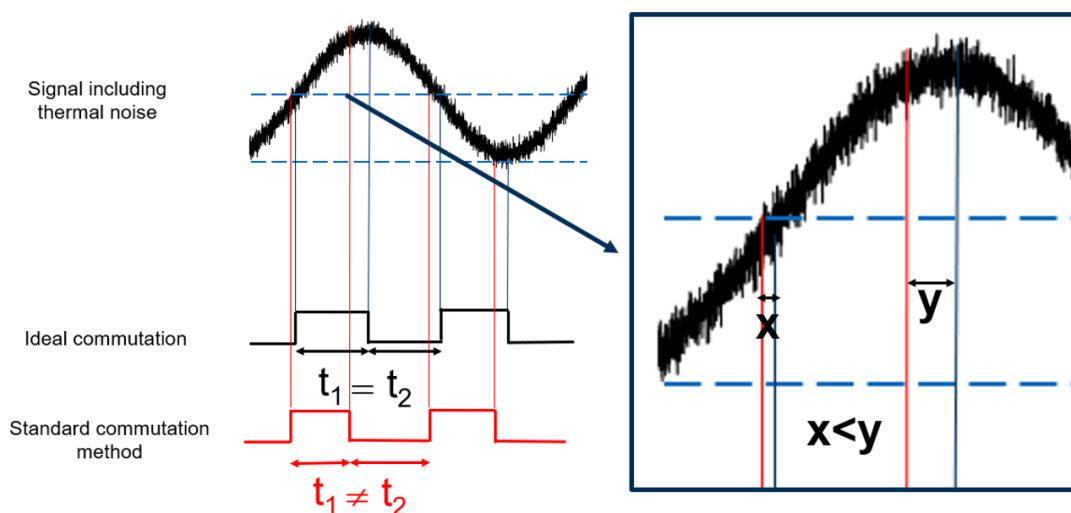 Signal including
thermal noise
Ideal commutation
t₁ = t₂
Standard commutation
method
t₁ ≠ t₂
x
y
x<y